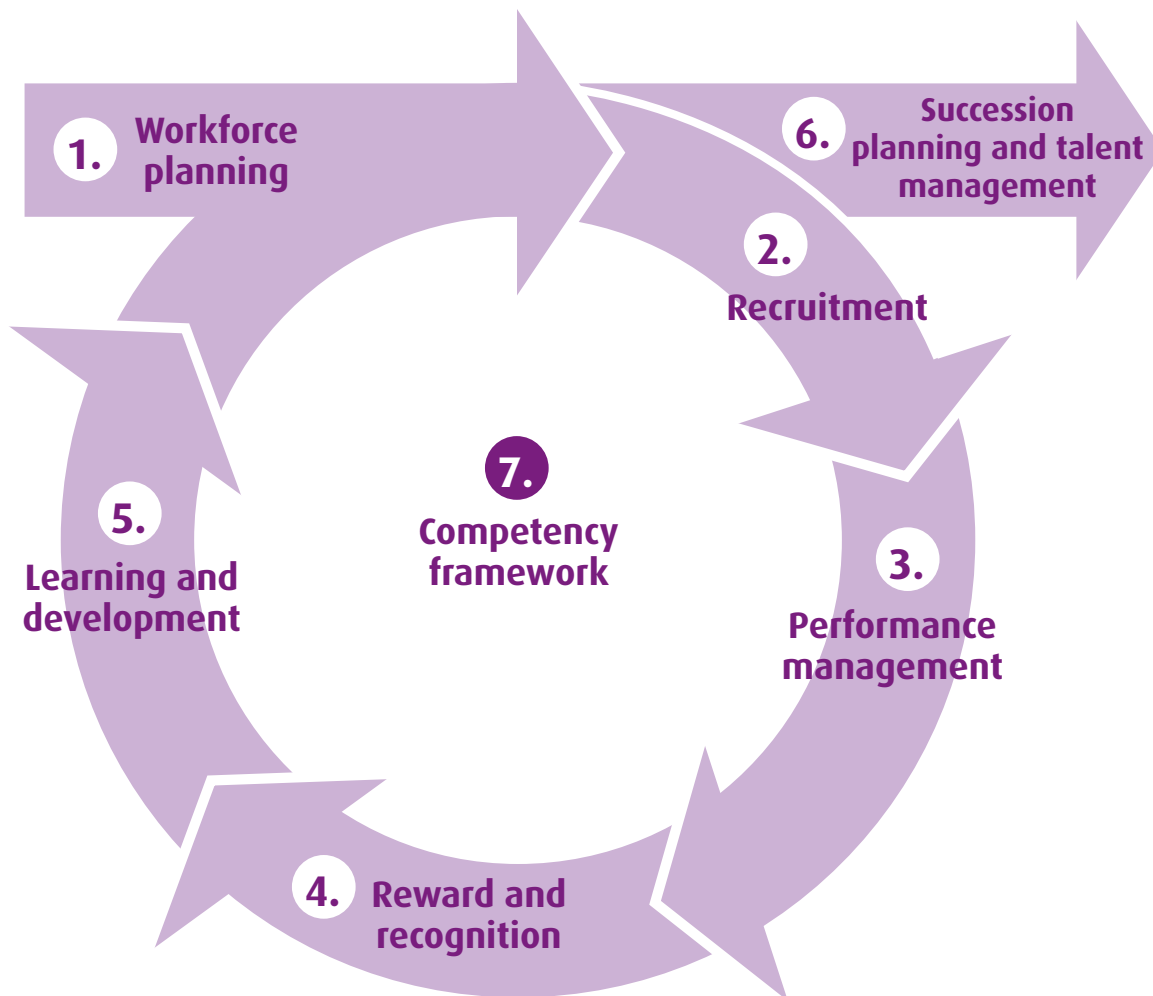 1.
Workforce
planning
2.
Recruitment
3.
Performance
management
4.
Reward and
recognition
5.
Learning and
development
6.
Succession
planning and talent
management
7.
Competency
framework